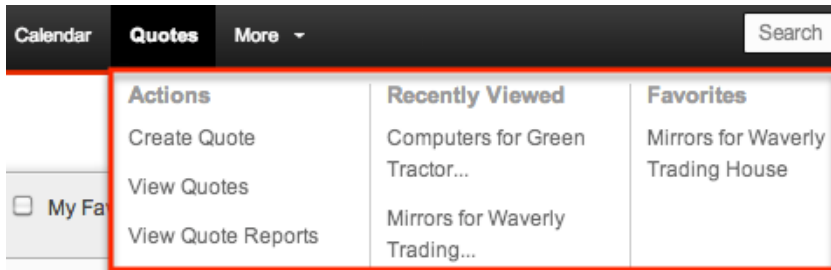 Calendar Quotes More Search
Actions
Create Quote
View Quotes
View Quote Reports
Recently Viewed
Computers for Green
Tractor...
Mirrors for Waverly
Trading...
Favorites
Mirrors for Waverly
Trading House
My Fa